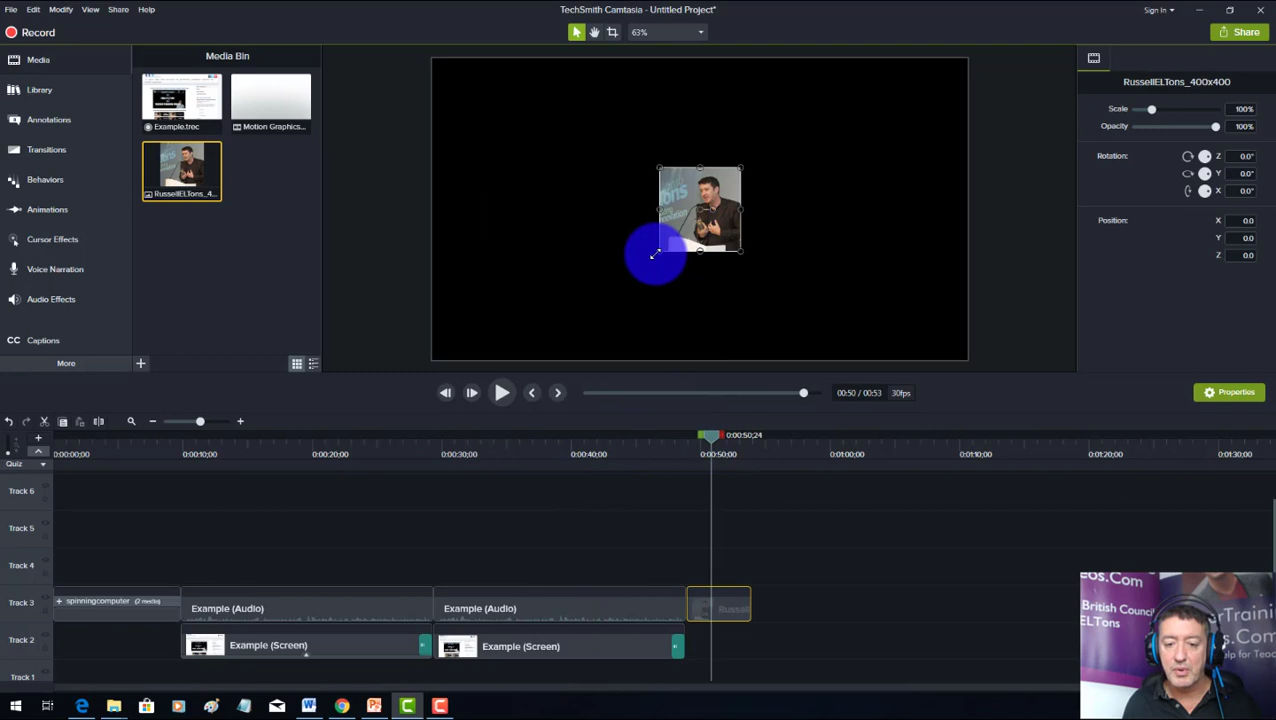 File Edit Modify View Share Help
TechSmith Camtasia - Untitled Project*
Sign In
Record
63%
Share
Media
Library
Annotations
Transitions
Behaviors
Animations
Cursor Effects
Voice Narration
Audio Effects
CC Captions
More
Media Bin
Example.trec
Motion Graphics...
RussellELTons_4...
RussellELTons_400x400
Scale 100%
Opacity 100%
Rotation: Z 0.0°
Y 0.0°
X 0.0°
Position: X 0.0
Y 0.0
Z 0.0
00:50 / 00:53 30fps
Properties
0:00:50;24
Quiz
0:00:00;00 0:00:10;00 0:00:20;00 0:00:30;00 0:00:40;00 0:00:50;00 0:01:00;00 0:01:10;00 0:01:20;00 0:01:30;00
Track 6
Track 5
Track 4
Track 3
spinningcomputer (2 media)
Example (Audio)
Example (Audio)
Russell
Track 2
Example (Screen)
Example (Screen)
Track 1
eos.Com
British Council
ELTons